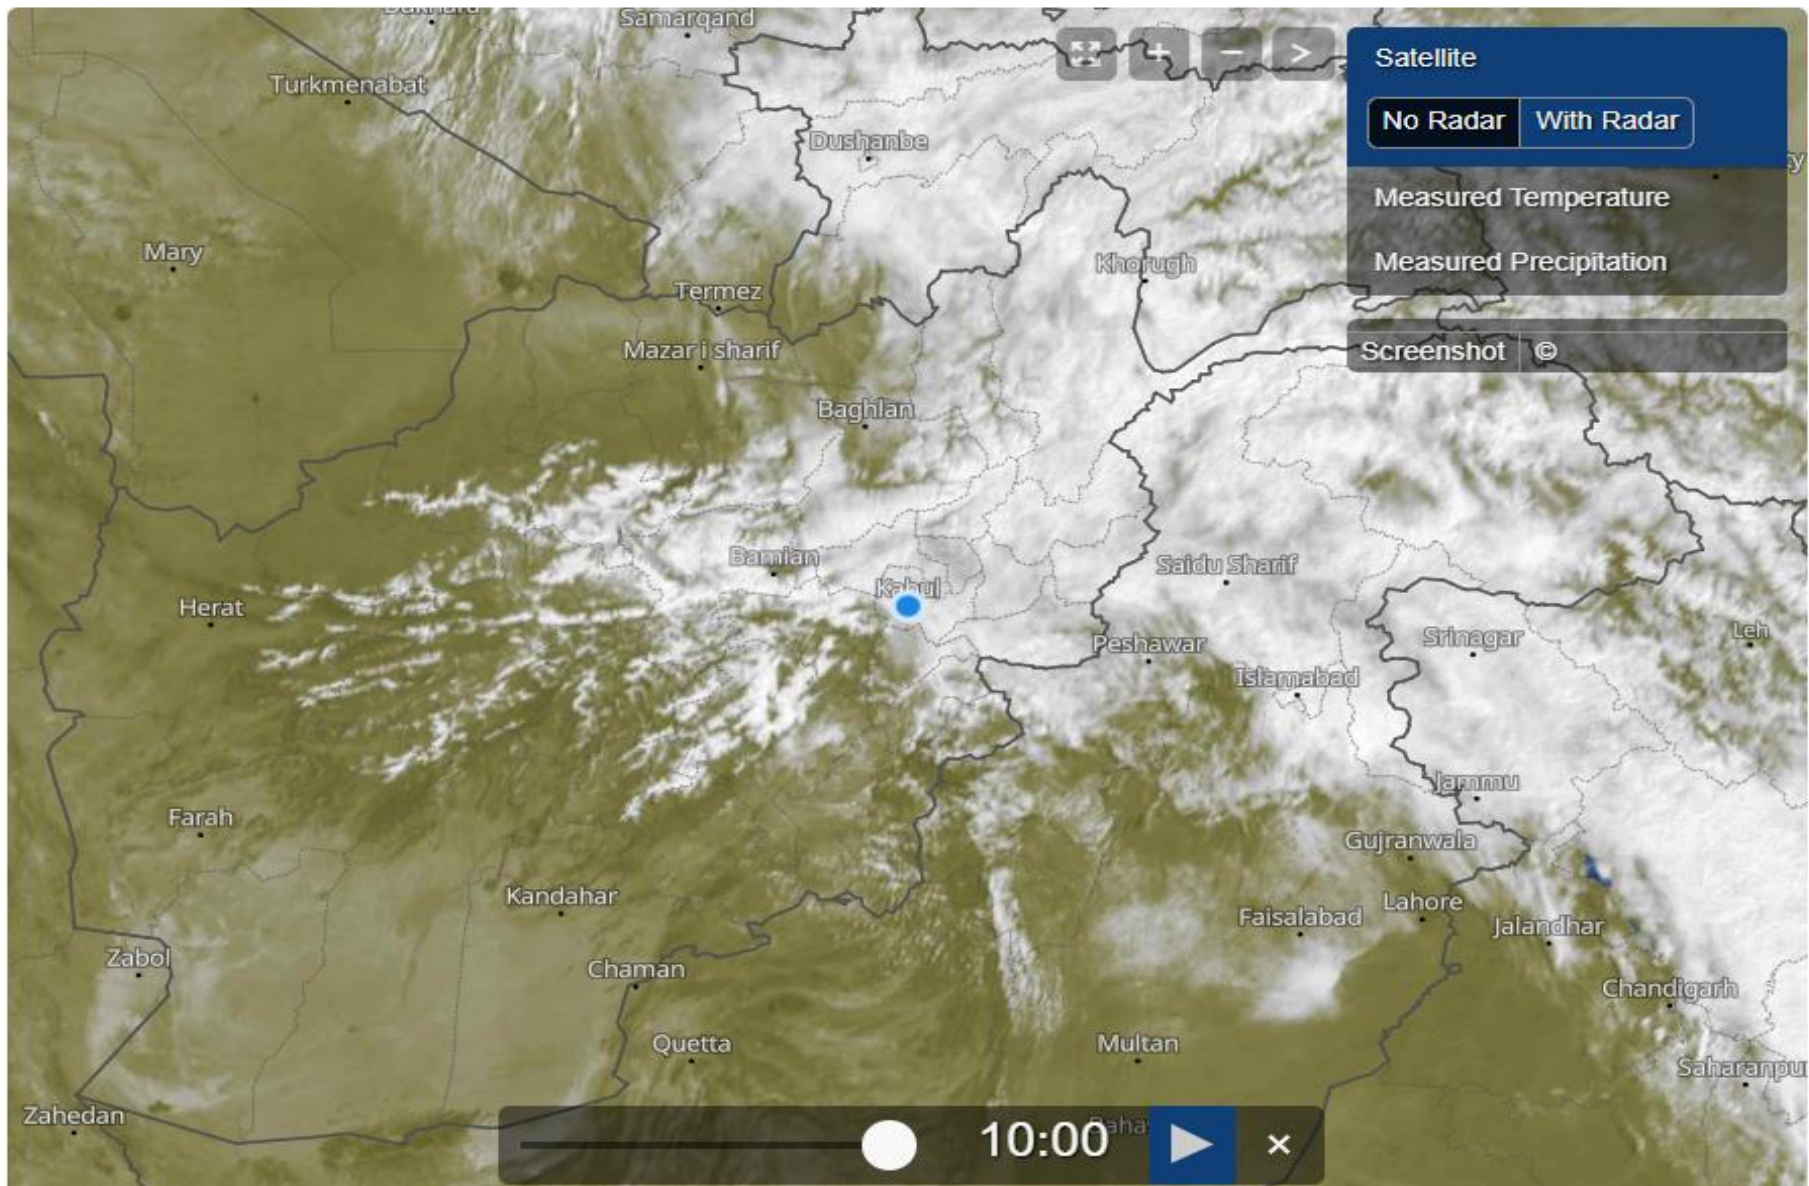 Samarqand
Satellite
Turkmenabat
No Radar
With Radar
Dushanbe
Measured Temperature
Mary
Khorugh
Measured Precipitation
Termez
Mazar i sharif
Screenshot
©
Baghlan
Bamian
Saidu Sharif
Kabul
Herat
Leh
Srinagar
Peshawar
Islamabad
Jammu
Farah
Gujranwala
Kandahar
Lahore
Faisalabad
Jalandhar
Zabol
Chaman
Chandigarh
Quetta
Multan
Saharanpu
Zahedan
10:00